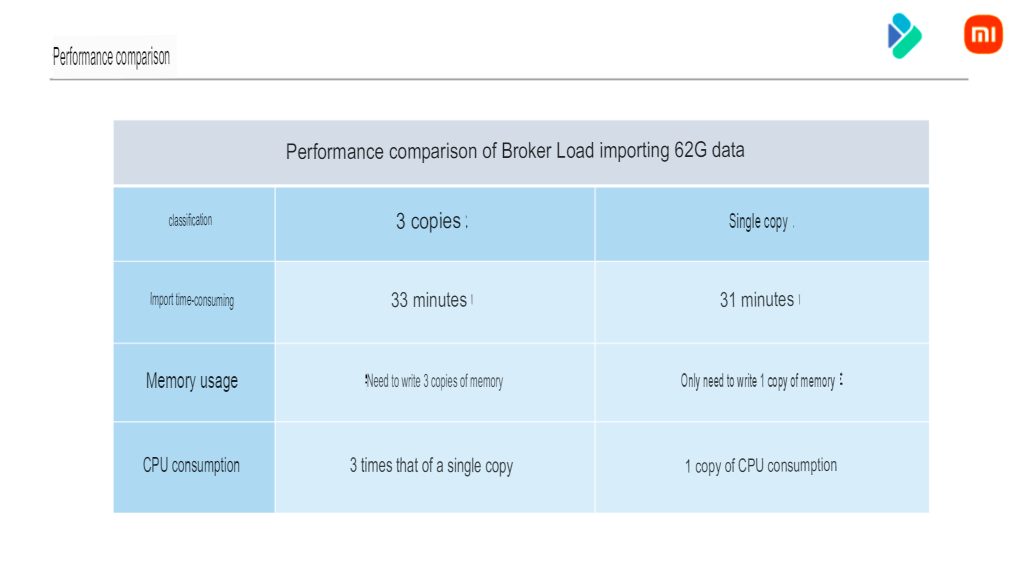 Performance comparison
mi
Performance comparison of Broker Load importing 62G data
classification
3 copies
Single copy
Import time-consuming
33 minutes
31 minutes
Memory usage
Need to write 3 copies of memory
Only need to write 1 copy of memory
CPU consumption
3 times that of a single copy
1 copy of CPU consumption